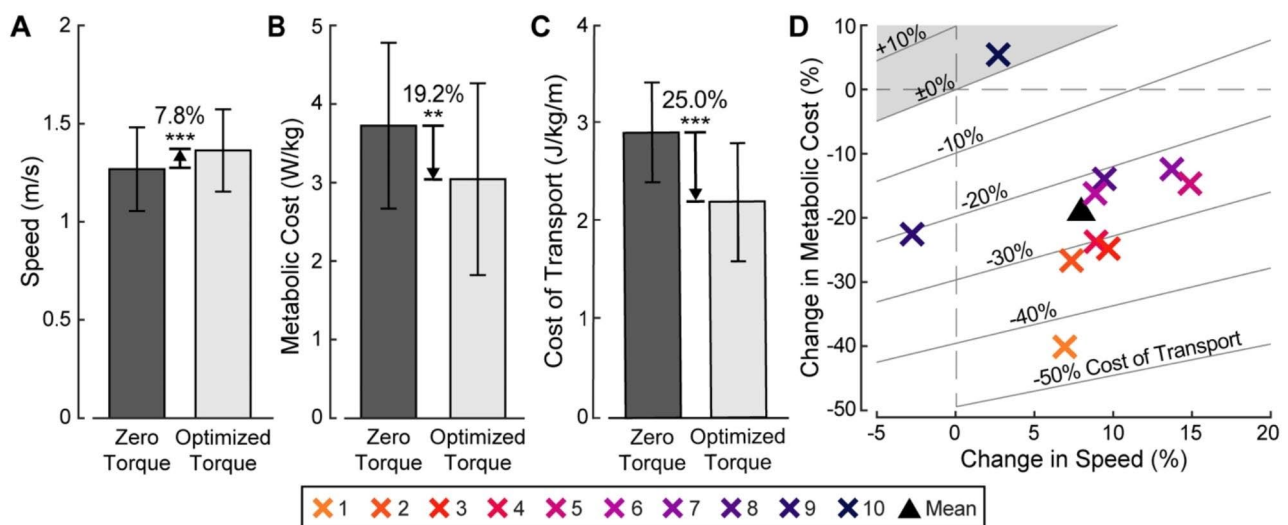 A
Speed (m/s)
2
1.5
1
0.5
0
7.8%
***
Zero Torque
Optimized Torque
B
Metabolic Cost (W/kg)
5
4
3
2
1
0
19.2%
**
Zero Torque
Optimized Torque
C
Cost of Transport (J/kg/m)
4
3
2
1
0
25.0%
***
Zero Torque
Optimized Torque
D
Change in Metabolic Cost (%)
10
0
-10
-20
-30
-40
-50
+10%
±0%
-10%
-20%
-30%
-40%
-50% Cost of Transport
-5
0
5
10
15
20
Change in Speed (%)
1 2 3 4 5 6 7 8 9 10 Mean